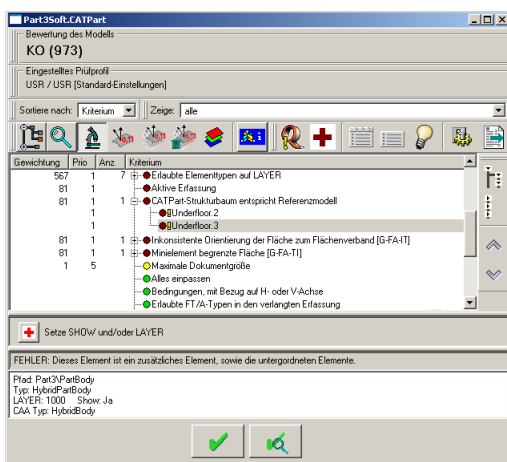 Part3Soft.CATPart
Bewertung des Modells
KO (973)
Eingestelltes Prüfprofil
USR / USR [Standard-Einstellungen]
Sortiere nach: Kriterium Zeige: alle
Gewichtung Prio Anz. Kriterium
567 1 7 Erlaubte Elementtypen auf LAYER
81 1 Aktive Erfassung
81 1 1 CATPart-Strukturbaum entspricht Referenzmodell
1 Underfloor.2
1 Underfloor.3
81 1 1 Inkonsistente Orientierung der Fläche zum Flächenverband [G-FA-IT]
81 1 1 Minielement begrenzte Fläche [G-FA-TI]
1 5 Maximale Dokumentgröße
Alles einpassen
Bedingungen, mit Bezug auf H- oder V-Achse
Erlaubte FT/A-Typen in den verlangten Erfassung
Setze SHOW und/oder LAYER
FEHLER: Dieses Element ist ein zusätzliches Element, sowie die untergeordneten Elemente.
Pfad: Part3\PartBody
Typ: HybridPartBody
LAYER: 1000 Show: Ja
CAA Typ: HybridBody